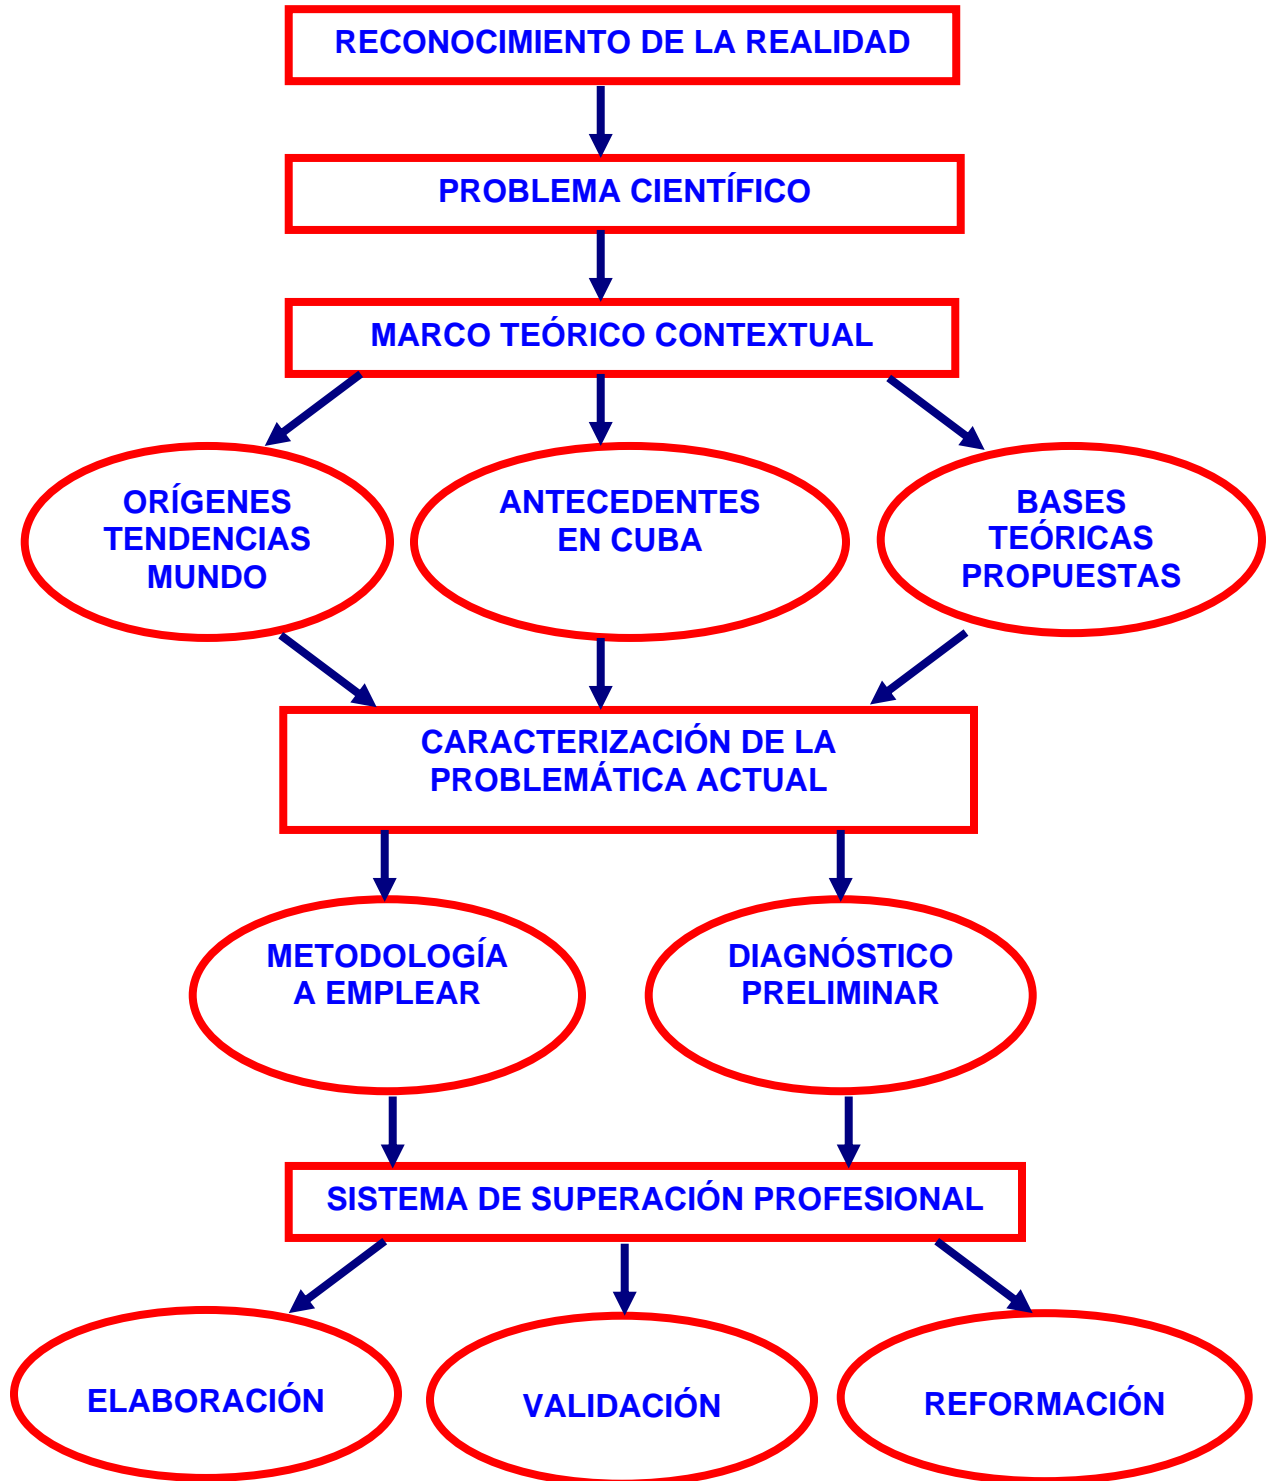 RECONOCIMIENTO DE LA REALIDAD
PROBLEMA CIENTÍFICO
MARCO TEÓRICO CONTEXTUAL
ORÍGENES
TENDENCIAS
MUNDO
ANTECEDENTES
EN CUBA
BASES
TEÓRICAS
PROPUESTAS
CARACTERIZACIÓN DE LA
PROBLEMÁTICA ACTUAL
METODOLOGÍA
A EMPLEAR
DIAGNÓSTICO
PRELIMINAR
SISTEMA DE SUPERACIÓN PROFESIONAL
ELABORACIÓN
VALIDACIÓN
REFORMACIÓN